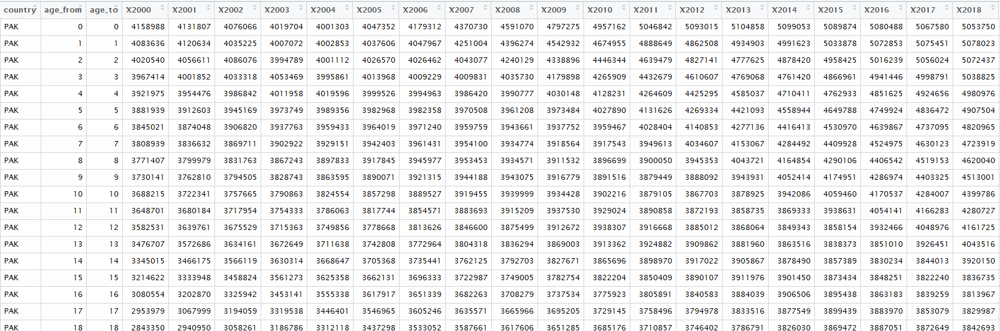 country age_from age_to X2000 X2001 X2002 X2003 X2004 X2005 X2006 X2007 X2008 X2009 X2010 X2011 X2012 X2013 X2014 X2015 X2016 X2017 X2018
PAK 0 0 4158988 4131807 4076066 4019704 4001303 4047352 4179312 4370730 4591070 4797275 4957162 5046842 5093015 5104858 5099053 5089874 5080488 5067580 5053750
PAK 1 1 4083636 4120634 4035225 4007072 4002853 4037606 4047967 4251004 4396274 4542932 4674955 4888649 4862508 4934903 4991623 5033878 5072853 5075451 5078023
PAK 2 2 4020540 4056611 4086076 3994789 4001112 4026570 4026462 4043077 4240129 4338896 4446344 4639479 4827141 4777625 4878420 4958425 5016239 5056024 5072437
PAK 3 3 3967414 4001852 4033318 4053469 3995861 4013968 4009229 4009831 4035730 4179898 4265909 4432679 4610607 4769068 4761420 4866961 4941446 4998791 5038825
PAK 4 4 3921975 3954476 3986842 4011958 4019596 3999526 3994963 3986420 3990777 4030148 4128231 4264609 4425295 4585037 4710411 4762933 4851625 4924656 4980976
PAK 5 5 3881939 3912603 3945169 3973749 3989356 3982968 3982358 3970508 3961208 3973484 4027890 4131626 4269334 4421093 4558944 4649788 4749924 4836472 4907504
PAK 6 6 3845021 3874048 3906820 3937763 3959433 3964019 3971240 3959759 3943661 3937752 3959467 4028404 4140853 4277136 4416413 4530970 4639867 4737095 4820965
PAK 7 7 3808939 3836632 3869711 3902922 3929151 3942403 3961431 3954100 3934774 3918564 3917543 3949613 4034607 4153067 4284492 4409928 4524975 4630123 4723919
PAK 8 8 3771407 3799979 3831763 3867243 3897833 3917845 3945977 3953453 3934571 3911532 3896699 3900050 3945353 4043721 4164854 4290106 4406542 4519153 4620040
PAK 9 9 3730141 3762810 3794505 3828743 3863595 3890071 3921315 3944188 3943075 3916779 3891516 3879449 3888092 3943931 4052414 4174951 4286974 4403325 4513001
PAK 10 10 3688215 3722341 3757665 3790863 3824554 3857298 3889527 3919455 3939999 3934428 3902216 3879105 3867703 3878925 3942086 4059460 4170537 4284007 4399786
PAK 11 11 3648701 3680184 3717954 3754333 3786063 3817744 3854571 3883693 3915209 3937530 3929024 3890858 3872193 3858735 3869333 3938631 4054141 4166283 4280727
PAK 12 12 3582531 3639761 3675529 3715363 3749856 3778668 3813626 3846600 3875499 3912672 3938307 3916668 3885012 3868064 3849343 3858154 3932466 4048976 4161725
PAK 13 13 3476707 3572686 3634161 3672649 3711638 3742808 3772964 3804318 3836294 3869003 3913362 3924882 3909862 3881960 3863516 3838373 3851010 3926451 4043516
PAK 14 14 3345015 3466175 3566119 3630314 3668647 3705368 3735441 3762125 3792703 3827671 3865696 3898970 3917022 3905867 3878490 3857389 3830234 3844013 3920150
PAK 15 15 3214622 3333948 3458824 3561273 3625358 3662131 3696333 3722987 3749005 3782754 3822204 3850409 3890107 3911976 3901450 3873434 3848251 3822240 3836735
PAK 16 16 3080554 3202870 3325942 3453141 3555338 3617917 3651339 3682263 3708279 3737534 3775923 3805891 3840583 3884039 3906506 3895438 3863183 3839259 3813967
PAK 17 17 2953979 3067999 3194059 3319538 3446401 3546965 3605246 3635571 3665966 3695205 3729145 3758496 3794978 3833516 3877549 3899439 3883970 3853079 3829987
PAK 18 18 2843350 2940950 3058261 3186786 3312118 3437298 3533052 3587661 3617606 3651285 3685176 3710857 3746402 3786791 3826030 3869472 3887051 3872649 3842693